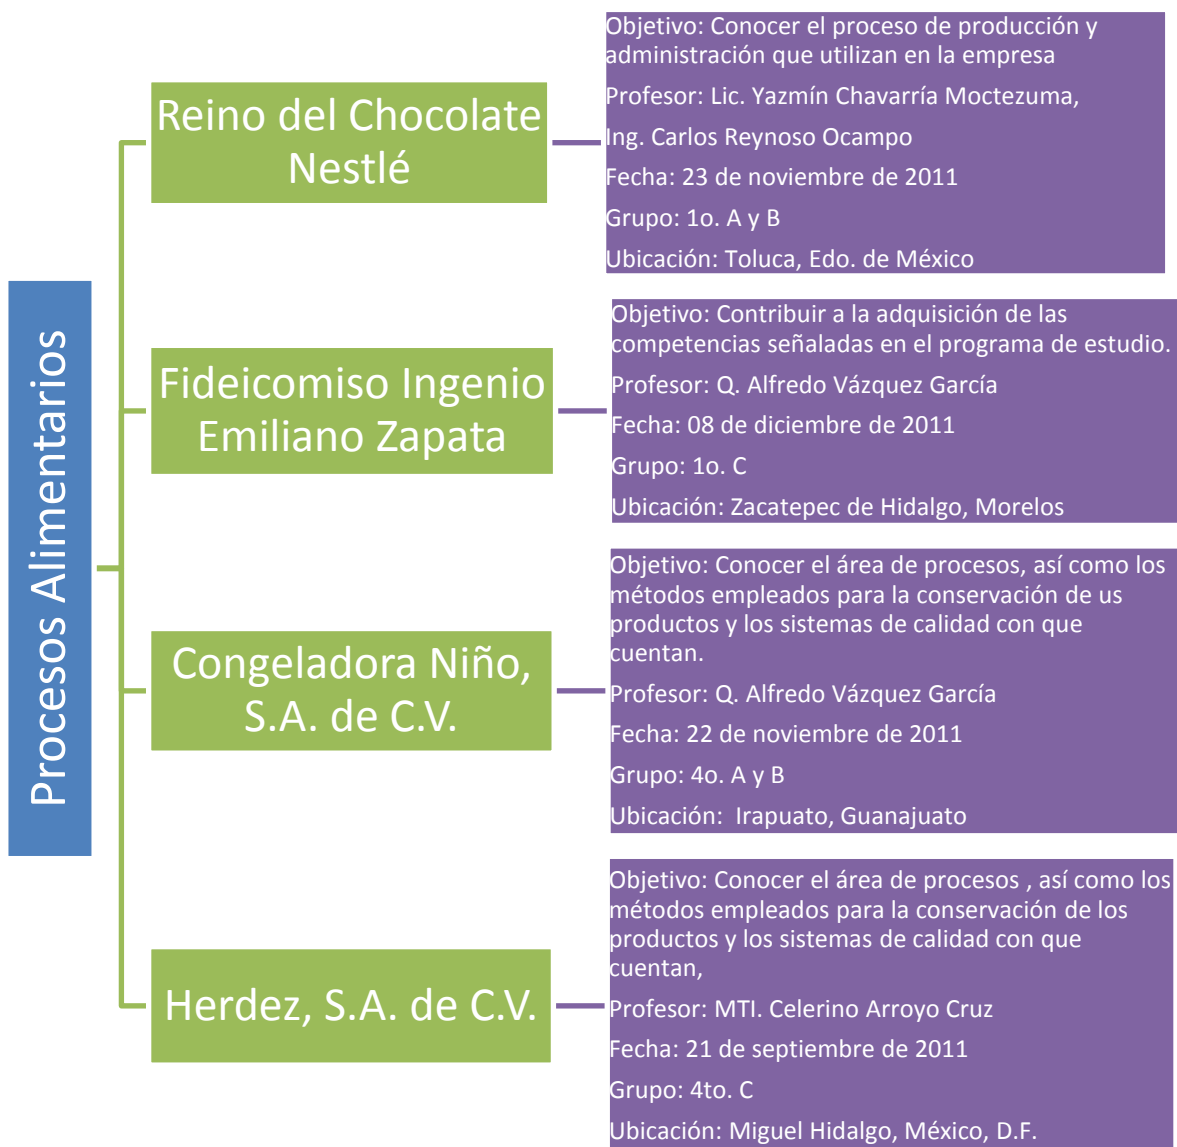 Procesos Alimentarios
Reino del Chocolate
Nestlé
Objetivo: Conocer el proceso de producción y
administración que utilizan en la empresa
Profesor: Lic. Yazmín Chavarría Moctezuma,
Ing. Carlos Reynoso Ocampo
Fecha: 23 de noviembre de 2011
Grupo: 1o. A y B
Ubicación: Toluca, Edo. de México
Fideicomiso Ingenio
Emiliano Zapata
Objetivo: Contribuir a la adquisición de las
competencias señaladas en el programa de estudio.
Profesor: Q. Alfredo Vázquez García
Fecha: 08 de diciembre de 2011
Grupo: 1o. C
Ubicación: Zacatepec de Hidalgo, Morelos
Congeladora Niño,
S.A. de C.V.
Objetivo: Conocer el área de procesos, así como los
métodos empleados para la conservación de us
productos y los sistemas de calidad con que
cuentan.
Profesor: Q. Alfredo Vázquez García
Fecha: 22 de noviembre de 2011
Grupo: 4o. A y B
Ubicación:  Irapuato, Guanajuato
Herdez, S.A. de C.V.
Objetivo: Conocer el área de procesos , así como los
métodos empleados para la conservación de los
productos y los sistemas de calidad con que
cuentan,
Profesor: MTI. Celerino Arroyo Cruz
Fecha: 21 de septiembre de 2011
Grupo: 4to. C
Ubicación: Miguel Hidalgo, México, D.F.